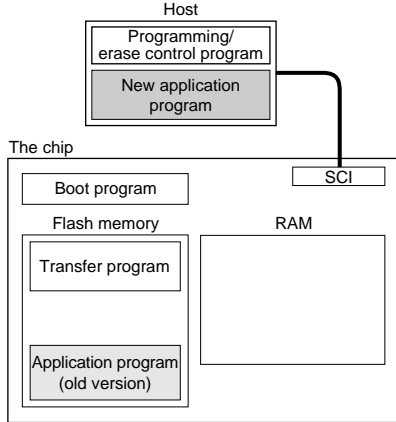 Host
Programming/
erase control program
New application
program
The chip
SCI
Boot program
Flash memory
RAM
Transfer program
Application program
(old version)